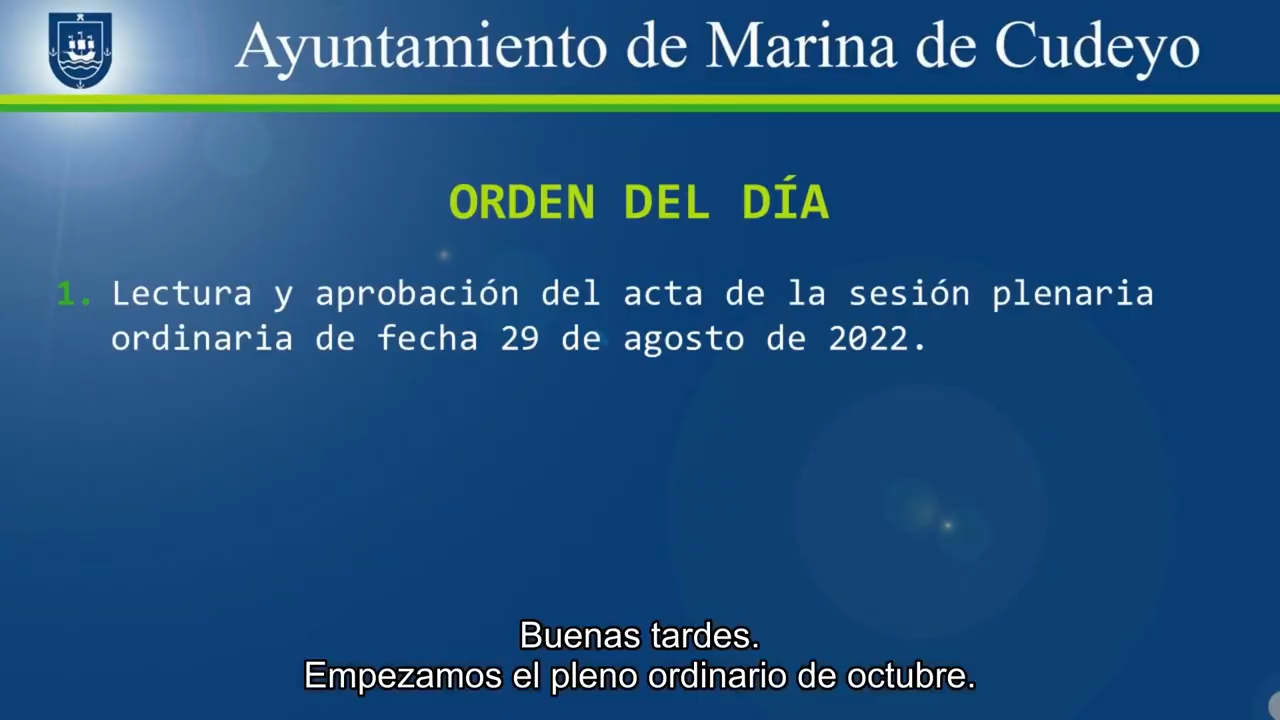 Ayuntamiento de Marina de Cudeyo
ORDEN DEL DÍA
1. Lectura y aprobación del acta de la sesión plenaria
ordinaria de fecha 29 de agosto de 2022.
Buenas tardes.
Empezamos el pleno ordinario de octubre.